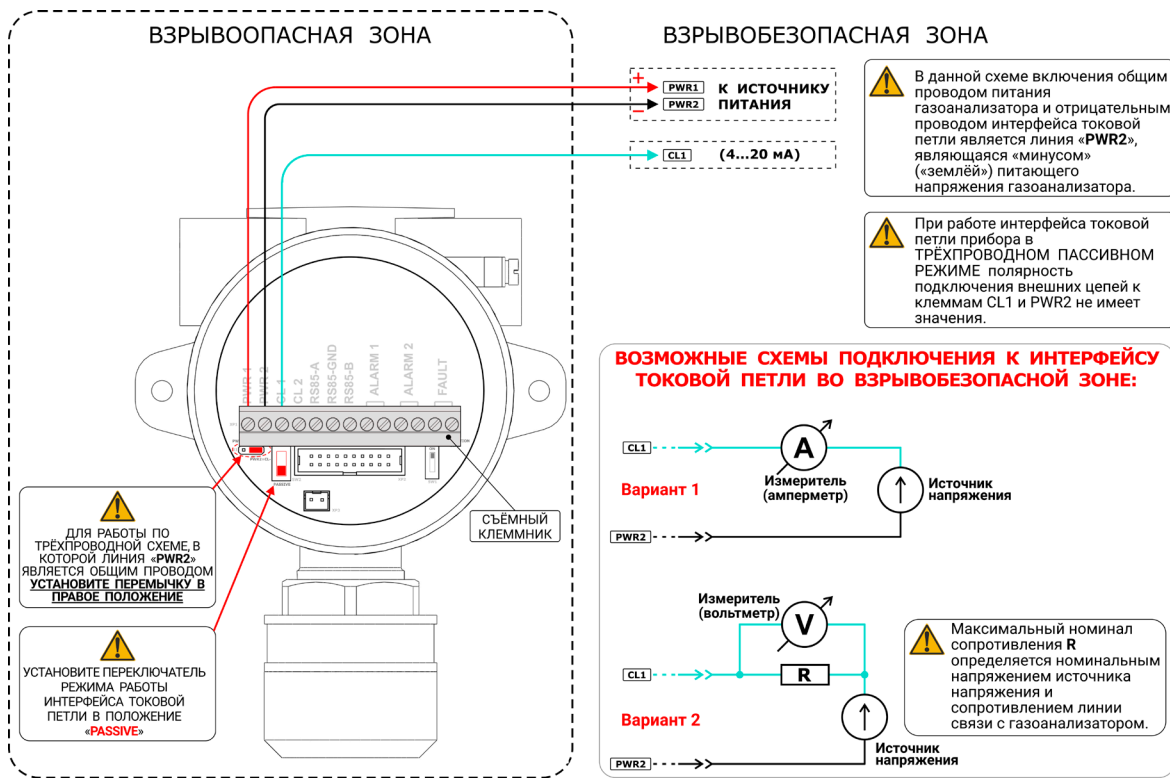 ВЗРЫВООПАСНАЯ ЗОНА
ВЗРЫВОБЕЗОПАСНАЯ ЗОНА
+
PWR1
PWR2
−
К ИСТОЧНИКУ
ПИТАНИЯ
CL1
(4...20 мА)
В данной схеме включения общим
проводом питания
газоанализатора и отрицательным
проводом интерфейса токовой
петли является линия «PWR2»,
являющаяся «минусом»
(«землёй») питающего
напряжения газоанализатора.
При работе интерфейса токовой
петли прибора в
ТРЁХПРОВОДНОМ ПАССИВНОМ
РЕЖИМЕ полярность
подключения внешних цепей к
клеммам CL1 и PWR2 не имеет
значения.
PWR 1
PWR 2
CL 1
CL 2
RS85-A
RS85-GND
RS85-B
ALARM 1
ALARM 2
FAULT
PASSIVE
СЪЁМНЫЙ
КЛЕММНИК
ДЛЯ РАБОТЫ ПО
ТРЁХПРОВОДНОЙ СХЕМЕ, В
КОТОРОЙ ЛИНИЯ «PWR2»
ЯВЛЯЕТСЯ ОБЩИМ ПРОВОДОМ
УСТАНОВИТЕ ПЕРЕМЫЧКУ В
ПРАВОЕ ПОЛОЖЕНИЕ
УСТАНОВИТЕ ПЕРЕКЛЮЧАТЕЛЬ
РЕЖИМА РАБОТЫ
ИНТЕРФЕЙСА ТОКОВОЙ
ПЕТЛИ В ПОЛОЖЕНИЕ
«PASSIVE»
ВОЗМОЖНЫЕ СХЕМЫ ПОДКЛЮЧЕНИЯ К ИНТЕРФЕЙСУ
ТОКОВОЙ ПЕТЛИ ВО ВЗРЫВОБЕЗОПАСНОЙ ЗОНЕ:
CL1
A
Измеритель
(амперметр)
Источник
напряжения
Вариант 1
PWR2
Измеритель
(вольтметр)
V
CL1
R
Вариант 2
Источник
напряжения
PWR2
Максимальный номинал
сопротивления R
определяется номинальным
напряжением источника
напряжения и
сопротивлением линии
связи с газоанализатором.